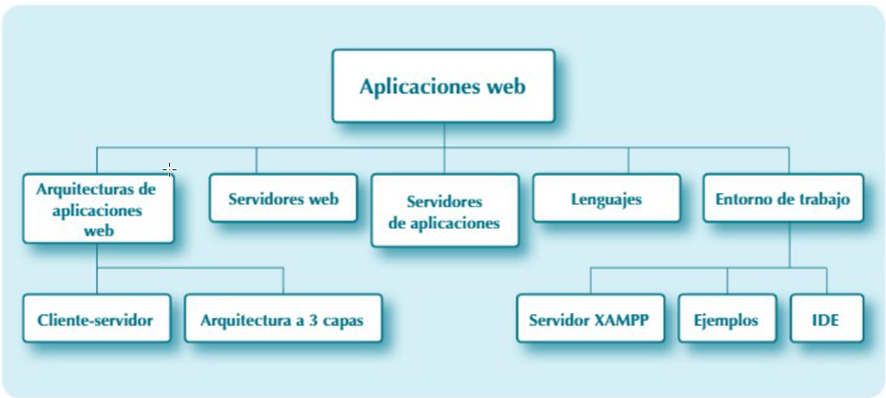 Aplicaciones web
Arquitecturas de
aplicaciones
web
Servidores web
Servidores
de aplicaciones
Lenguajes
Entorno de trabajo
Cliente-servidor
Arquitectura a 3 capas
Servidor XAMPP
Ejemplos
IDE